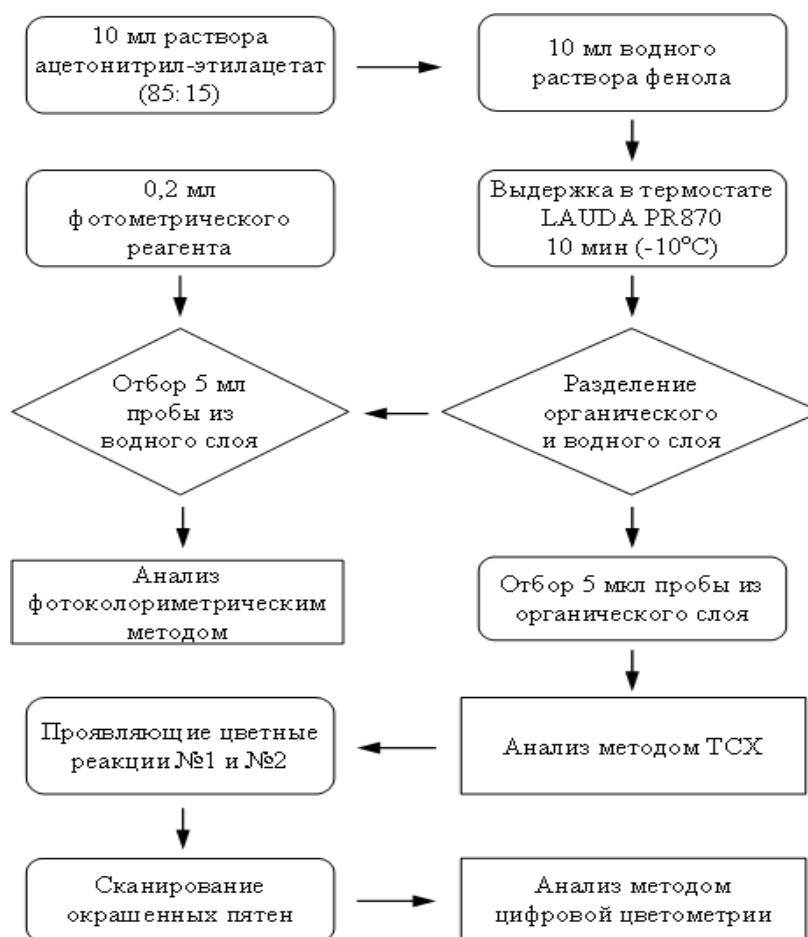 10 мл раствора
ацетонитрил-этилацетат
(85:15)
10 мл водного
раствора фенола
0,2 мл
фотометрического
реагента
Выдержка в термостате
LAUDA PR870
10 мин (-10°С)
Отбор 5 мл
пробы из
водного слоя
Разделение
органического
и водного слоя
Анализ
фотоколориметрическим
методом
Отбор 5 мкл пробы из
органического слоя
Проявляющие цветные
реакции №1 и №2
Анализ методом ТСХ
Сканирование
окрашенных пятен
Анализ методом
цифровой цветометрии